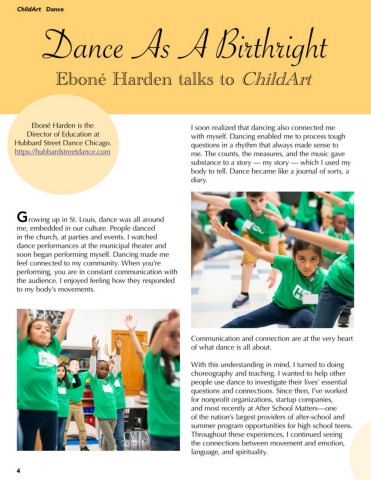 ChildArt Dance
Dance As A Birthright
Eboné Harden talks to ChildArt
Eboné Harden is the
Director of Education at
Hubbard Street Dance Chicago.
https://hubbardstreetdance.com
Growing up in St. Louis, dance was all around
me, embedded in our culture. People danced
in the church, at parties and events. I watched
dance performances at the municipal theater and
soon began performing myself. Dancing made me
feel connected to my community. When you're
performing, you are in constant communication with
the audience. I enjoyed feeling how they responded
to my body's movements.
I soon realized that dancing also connected me
with myself. Dancing enabled me to process tough
questions in a rhythm that always made sense to
me. The counts, the measures, and the music gave
substance to a story — my story — which I used my
body to tell. Dance became like a journal of sorts, a
diary.
Communication and connection are at the very heart
of what dance is all about.
With this understanding in mind, I turned to doing
choreography and teaching. I wanted to help other
people use dance to investigate their lives' essential
questions and connections. Since then, I've worked
for nonprofit organizations, startup companies,
and most recently at After School Matters—one
of the nation's largest providers of after-school and
summer program opportunities for high school teens.
Throughout these experiences, I continued seeing
the connections between movement and emotion,
language, and spirituality.
4